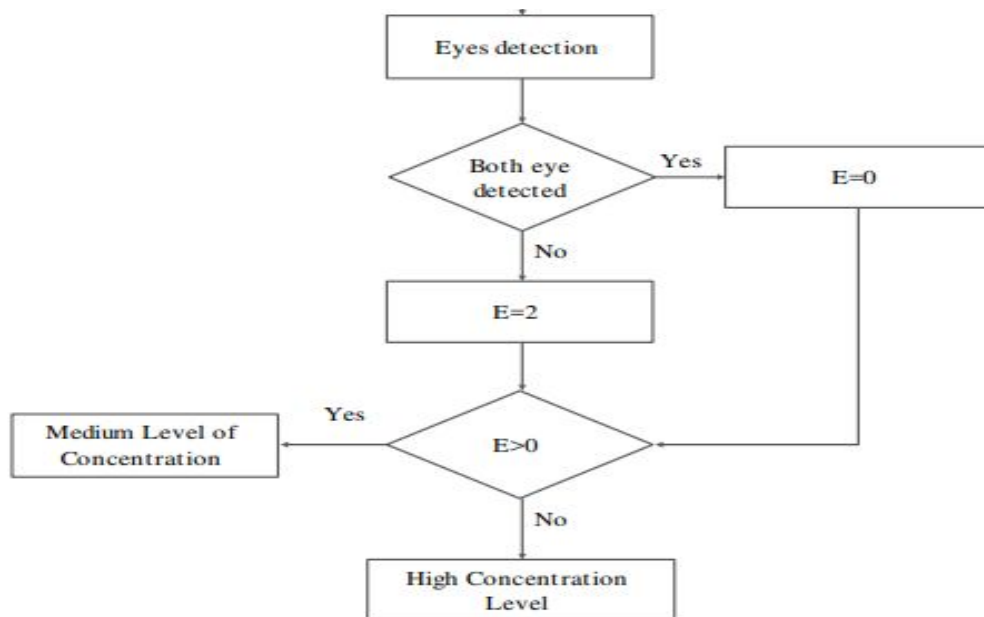 Eyes detection
Both eye
detected
Yes
E=0
No
E=2
Yes
Medium Level of
Concentration
E>0
No
High Concentration
Level